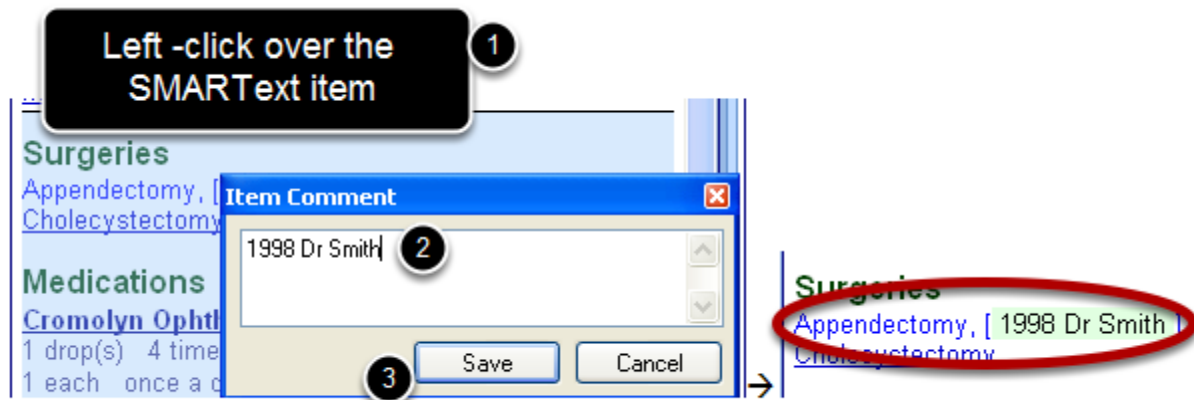 Left -click over the
SMARText item
1
Surgeries
Appendectomy, [
Cholecystectomy
Item Comment
1998 Dr Smith
2
Medications
Cromolyn Ophth
1 drop(s) 4 time
1 each once a d
3
Save
Cancel
→
Surgeries
Appendectomy, [ 1998 Dr Smith ]
Cholecystectomy